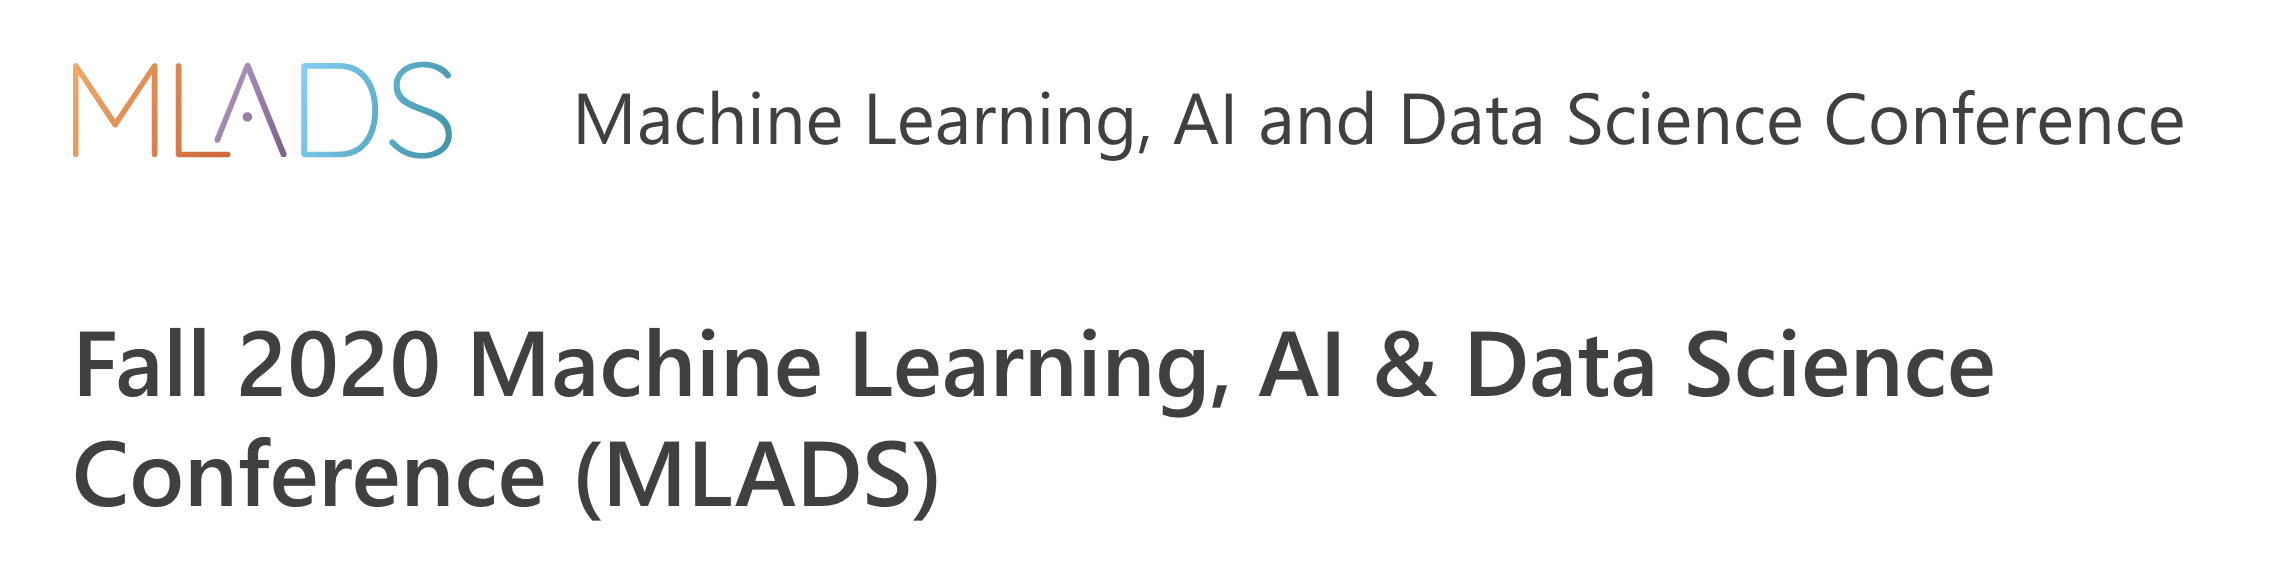 MLADS
Machine Learning, AI and Data Science Conference
Fall 2020 Machine Learning, AI & Data Science
Conference (MLADS)